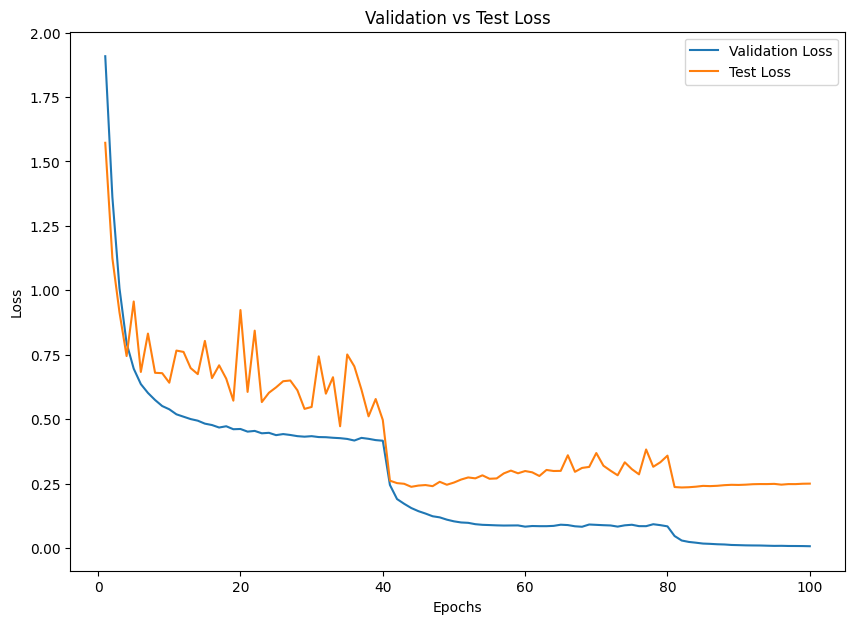 Validation vs Test Loss
Validation Loss
Test Loss
2.00
1.75
1.50
1.25
1.00
0.75
0.50
0.25
0.00
Loss
0 20 40 60 80 100
Epochs